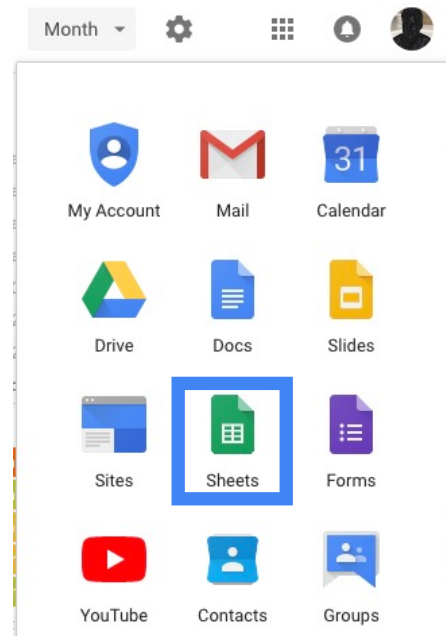 Month
My Account Mail Calendar
31
Drive Docs Slides
Sites Sheets Forms
YouTube Contacts Groups